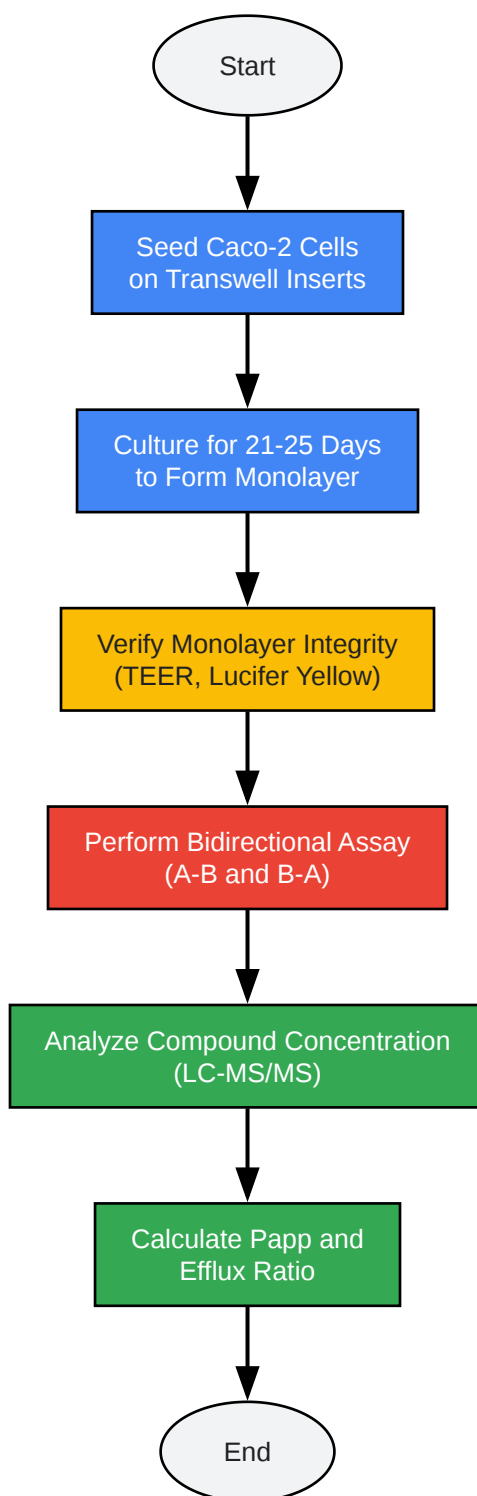 Start
Seed Caco-2 Cells
on Transwell Inserts
Culture for 21-25 Days
to Form Monolayer
Verify Monolayer Integrity
(TEER, Lucifer Yellow)
Perform Bidirectional Assay
(A-B and B-A)
Analyze Compound Concentration
(LC-MS/MS)
Calculate Papp and
Efflux Ratio
End